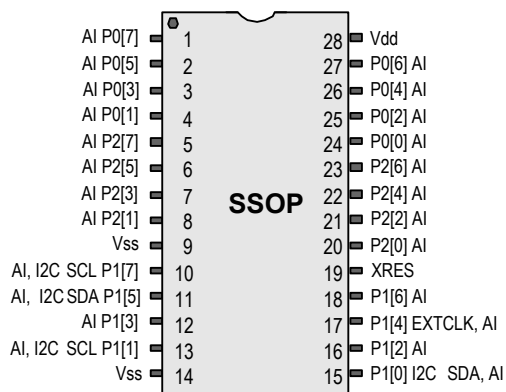 AI P0[7] 1 28 Vdd
AI P0[5] 2 27 P0[6] AI
AI P0[3] 3 26 P0[4] AI
AI P0[1] 4 25 P0[2] AI
AI P2[7] 5 24 P0[0] AI
AI P2[5] 6 23 P2[6] AI
AI P2[3] 7 SSOP 22 P2[4] AI
AI P2[1] 8 21 P2[2] AI
Vss 9 20 P2[0] AI
AI, I2C SCL P1[7] 10 19 XRES
AI, I2C SDA P1[5] 11 18 P1[6] AI
AI P1[3] 12 17 P1[4] EXTCLK, AI
AI, I2C SCL P1[1] 13 16 P1[2] AI
Vss 14 15 P1[0] I2C SDA, AI